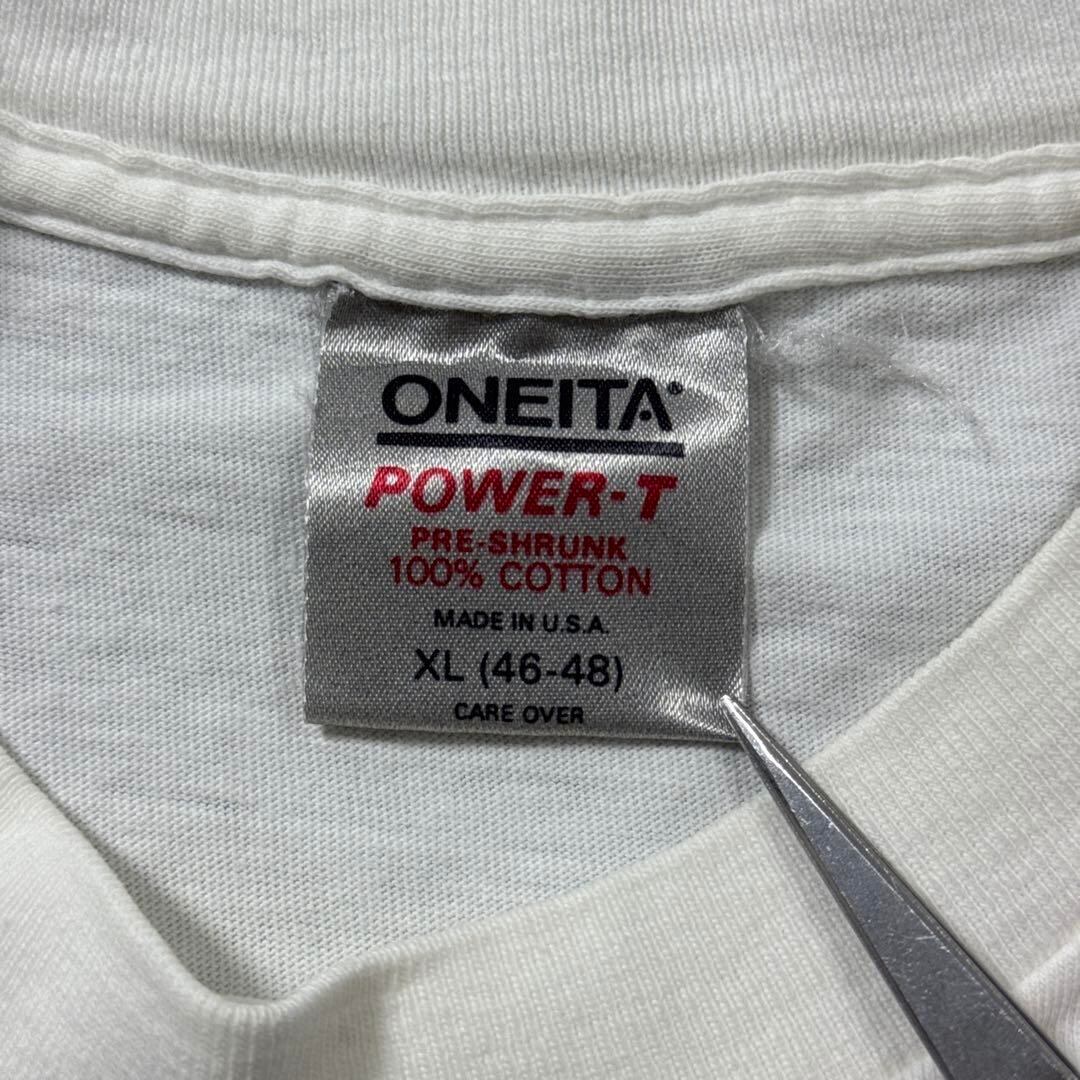 ONEITA®
POWER-T
PRE-SHRUNK
100% COTTON
MADE IN U.S.A.
XL (46-48)
CARE OVER